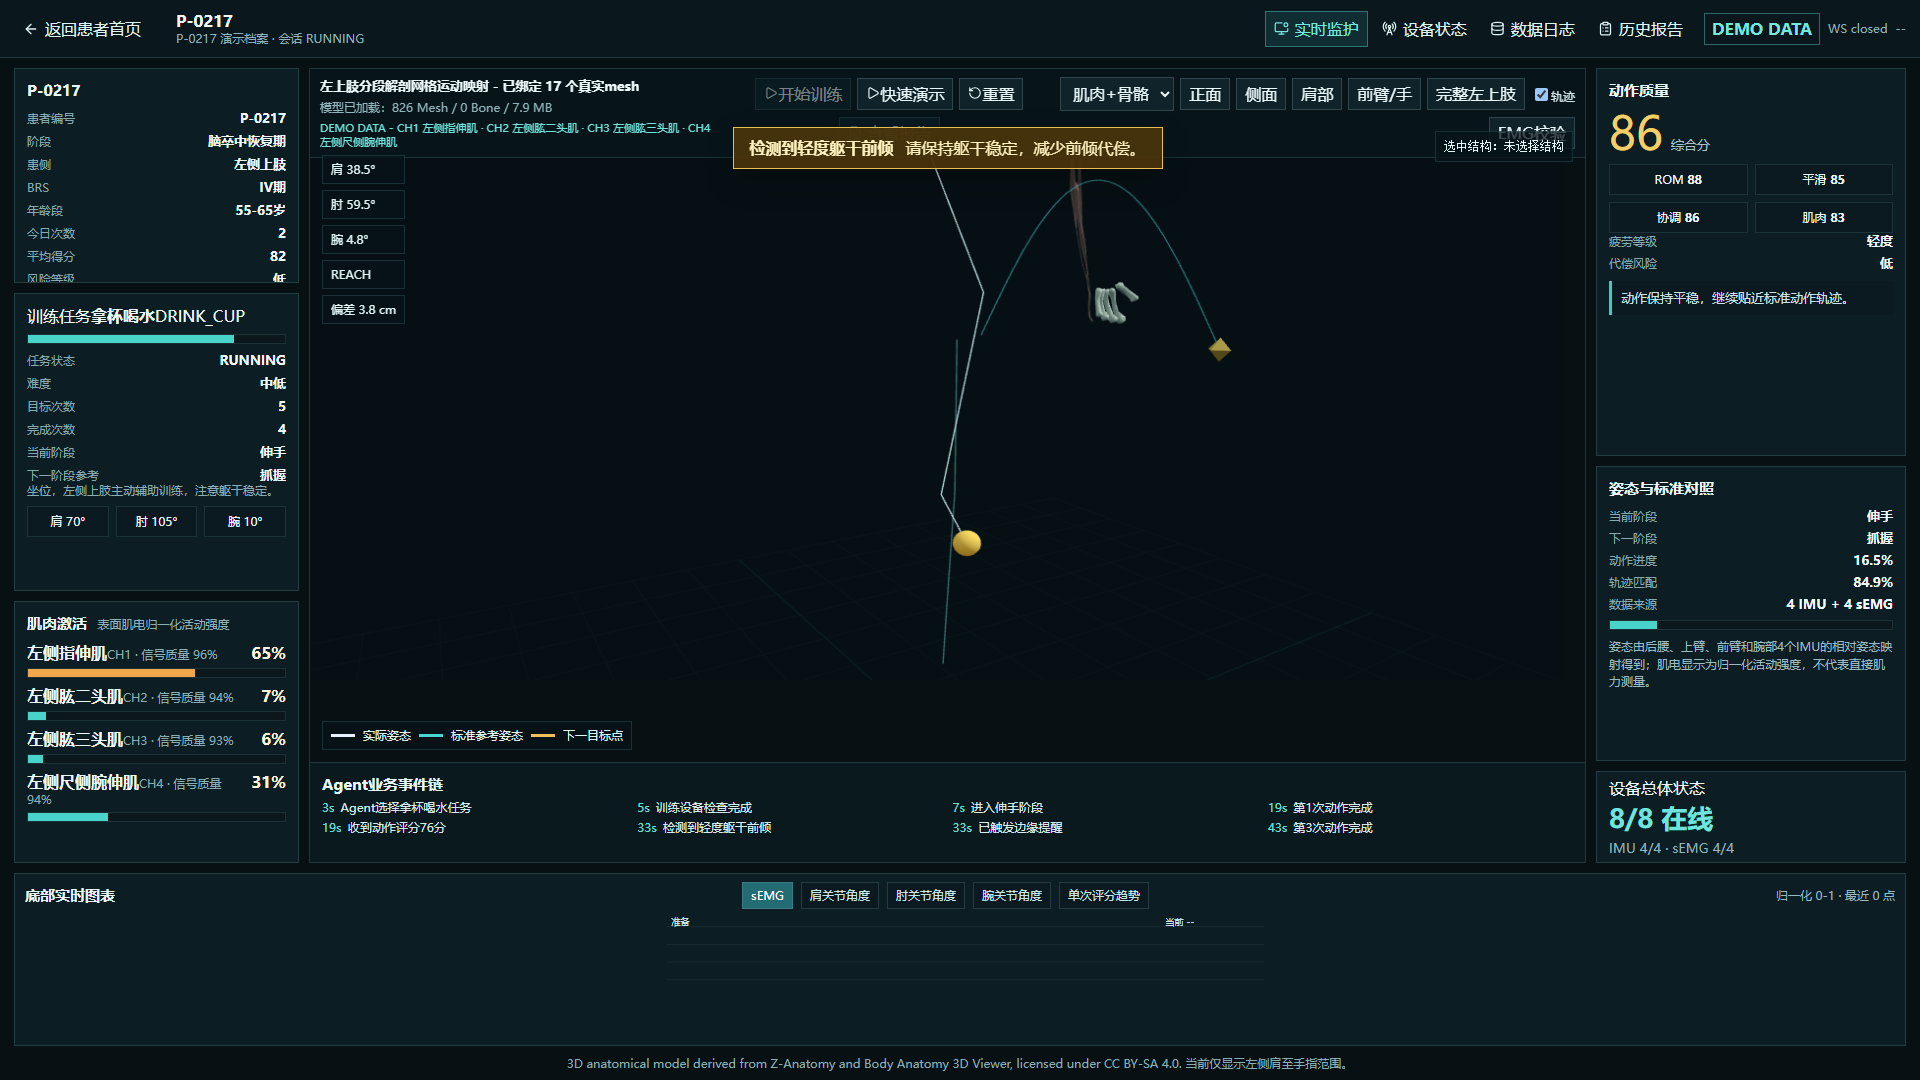 返回患者首页
P-0217
P-0217 演示档案 · 会话 RUNNING
实时监护
设备状态
数据日志
历史报告
DEMO DATA
WS closed --
P-0217
患者编号 P-0217
阶段 脑卒中恢复期
患侧 左侧上肢
BRS IV期
年龄段 55-65岁
今日次数 2
平均得分 82
风险等级 低
训练任务拿杯喝水DRINK_CUP
任务状态 RUNNING
难度 中低
目标次数 5
完成次数 4
当前阶段 伸手
下一阶段参考 抓握
坐位，左侧上肢主动辅助训练，注意躯干稳定。
肩 70° 肘 105° 腕 10°
肌肉激活 表面肌电归一化活动强度
左侧指伸肌CH1 · 信号质量 96% 65%
左侧肱二头肌CH2 · 信号质量 94% 7%
左侧肱三头肌CH3 · 信号质量 93% 6%
左侧尺侧腕伸肌CH4 · 信号质量 31%
94%
左上肢分段解剖网格运动映射 - 已绑定 17 个真实mesh
模型已加载：826 Mesh / 0 Bone / 7.9 MB
DEMO DATA - CH1 左侧指伸肌 · CH2 左侧肱二头肌 · CH3 左侧肱三头肌 · CH4
左侧尺侧腕伸肌
开始训练 快速演示 重置
肌肉+骨骼 正面 侧面 肩部 前臂/手 完整左上肢 轨迹
EMG校验
选中结构：未选择结构
检测到轻度躯干前倾 请保持躯干稳定，减少前倾代偿。
肩 38.5°
肘 59.5°
腕 4.8°
REACH
偏差 3.8 cm
实际姿态 标准参考姿态 下一目标点
Agent业务事件链
3s Agent选择拿杯喝水任务 5s 训练设备检查完成 7s 进入伸手阶段 19s 第1次动作完成
19s 收到动作评分76分 33s 检测到轻度躯干前倾 33s 已触发边缘提醒 43s 第3次动作完成
动作质量
86 综合分
ROM 88 平滑 85
协调 86 肌肉 83
疲劳等级 轻度
代偿风险 低
动作保持平稳，继续贴近标准动作轨迹。
姿态与标准对照
当前阶段 伸手
下一阶段 抓握
动作进度 16.5%
轨迹匹配 84.9%
数据来源 4 IMU + 4 sEMG
姿态由后腰、上臂、前臂和腕部4个IMU的相对姿态映
射得到；肌电显示为归一化活动强度，不代表直接肌
力测量。
设备总体状态
8/8 在线
IMU 4/4 · sEMG 4/4
底部实时图表
sEMG 肩关节角度 肘关节角度 腕关节角度 单次评分趋势
归一化 0-1 · 最近 0 点
准备 当前 --
3D anatomical model derived from Z-Anatomy and Body Anatomy 3D Viewer, licensed under CC BY-SA 4.0. 当前仅显示左侧肩至手指范围。